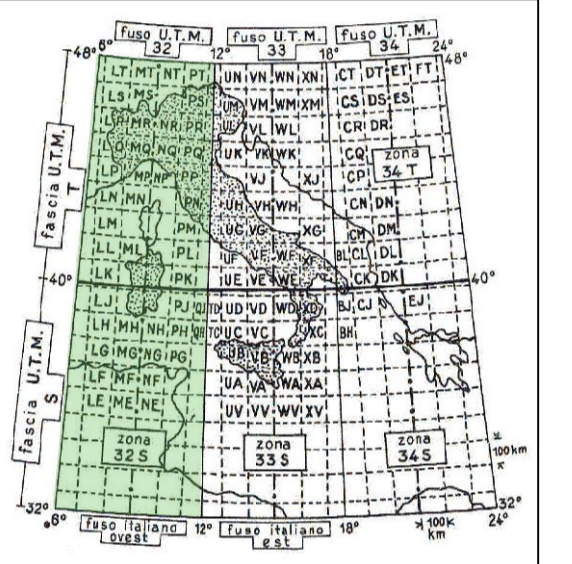 fuso U.T.M.
32
fuso U.T.M.
33
fuso U.T.M.
34
48° 6° 12° 18° 24° 48°
LT MT NT PT UN VN WN XN CT DT ET FT
LS MS PS UM VM WM XM CS DS ES
MR NR PR UL VL WL CR DR
MQ NQ PQ UK VK WK CQ
zona
34 T
LP MP NP PP VJ XJ CP
LN MN PN UH VH WH CN DN
LM PM UG VG XG CM DM
LL ML PL UF VF WF BL CL DL
LK PK UE VE WE CK DK
fascia U.T.M.
T
40° 40°
LJ PJ QJ TD UD VD WD XD BJ CJ EJ
LH MH NH PH QH TC UC VC XC BH
LG MG NG PG UB VB WB XB
LF MF NF UA VA WA XA
LE ME NE UV VV WV XV
fascia U.T.M.
S
zona
32 S
zona
33 S
zona
34 S
100 km
32° 32°
6° 12° 18° 24°
fuso italiano
ovest
fuso italiano
est
100
km